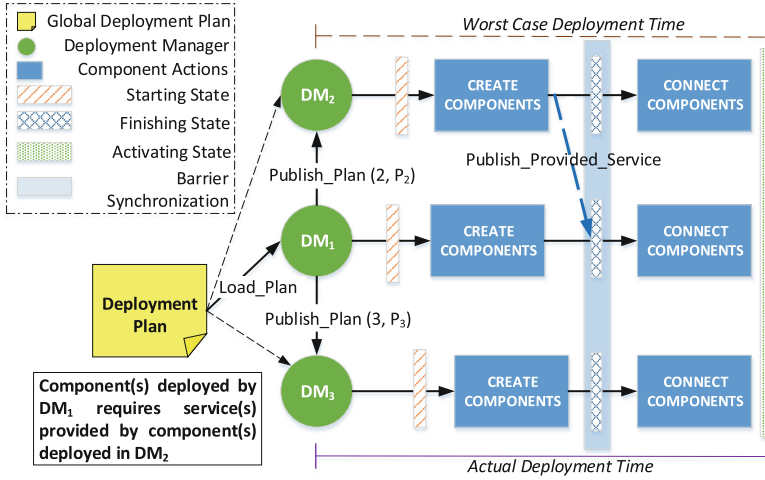 Global Deployment Plan
Deployment Manager
Component Actions
Starting State
Finishing State
Activating State
Barrier
Synchronization
Worst Case Deployment Time
DM2
CREATE
COMPONENTS
CONNECT
COMPONENTS
Publish_Provided_Service
Publish_Plan (2, P2)
DM1
CREATE
COMPONENTS
CONNECT
COMPONENTS
Load_Plan
Deployment
Plan
Publish_Plan (3, P3)
DM3
CREATE
COMPONENTS
CONNECT
COMPONENTS
Component(s) deployed by
DM1 requires service(s)
provided by component(s)
deployed in DM2
Actual Deployment Time